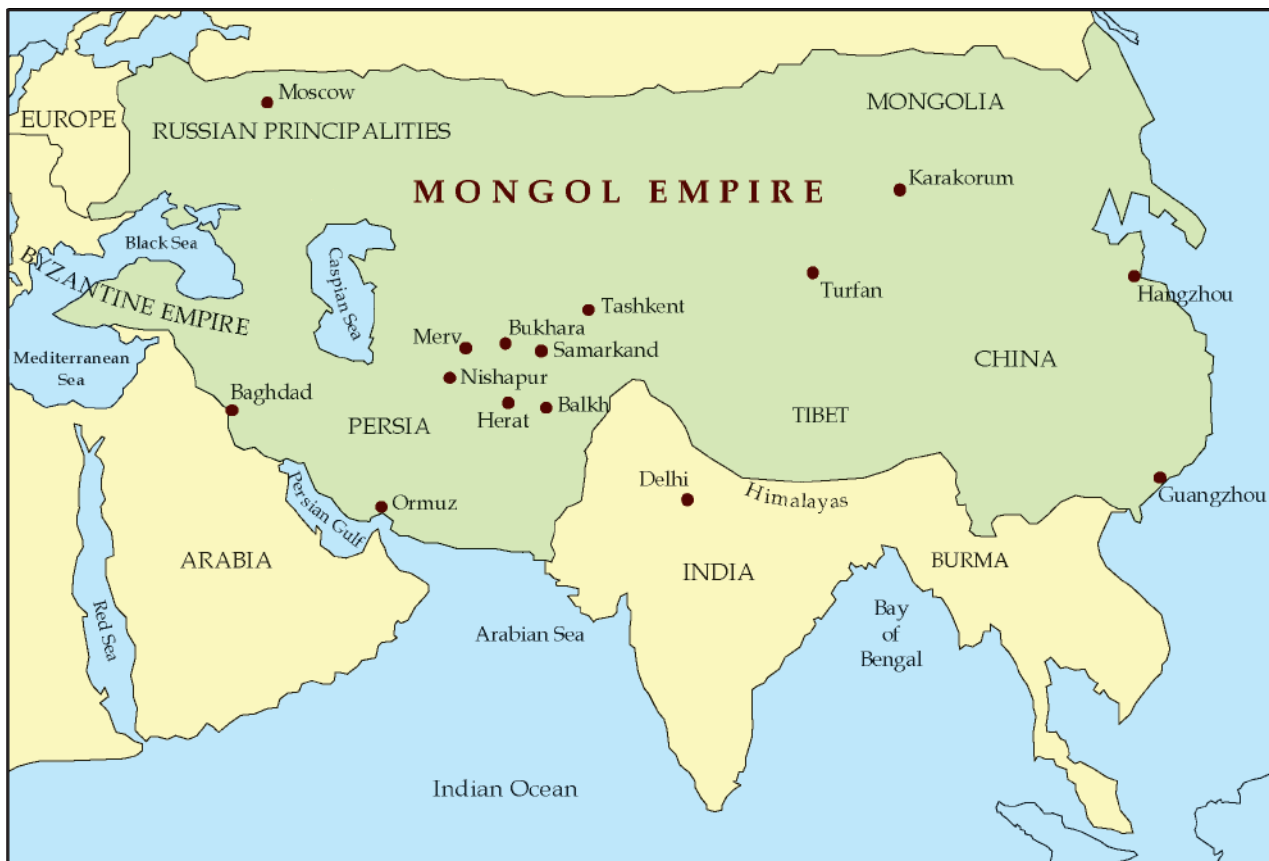 Moscow
MONGOLIA
EUROPE
RUSSIAN PRINCIPALITIES
Karakorum
MONGOL EMPIRE
Black Sea
BYZANTINE EMPIRE
Caspian Sea
Turfan
Hangzhou
Tashkent
Merv
Bukhara
Samarkand
Mediterranean
Sea
CHINA
Nishapur
Baghdad
Herat
Balkh
PERSIA
TIBET
Delhi
Himalayas
Guangzhou
Persian Gulf
Ormuz
ARABIA
INDIA
BURMA
Red Sea
Arabian Sea
Bay
of
Bengal
Indian Ocean